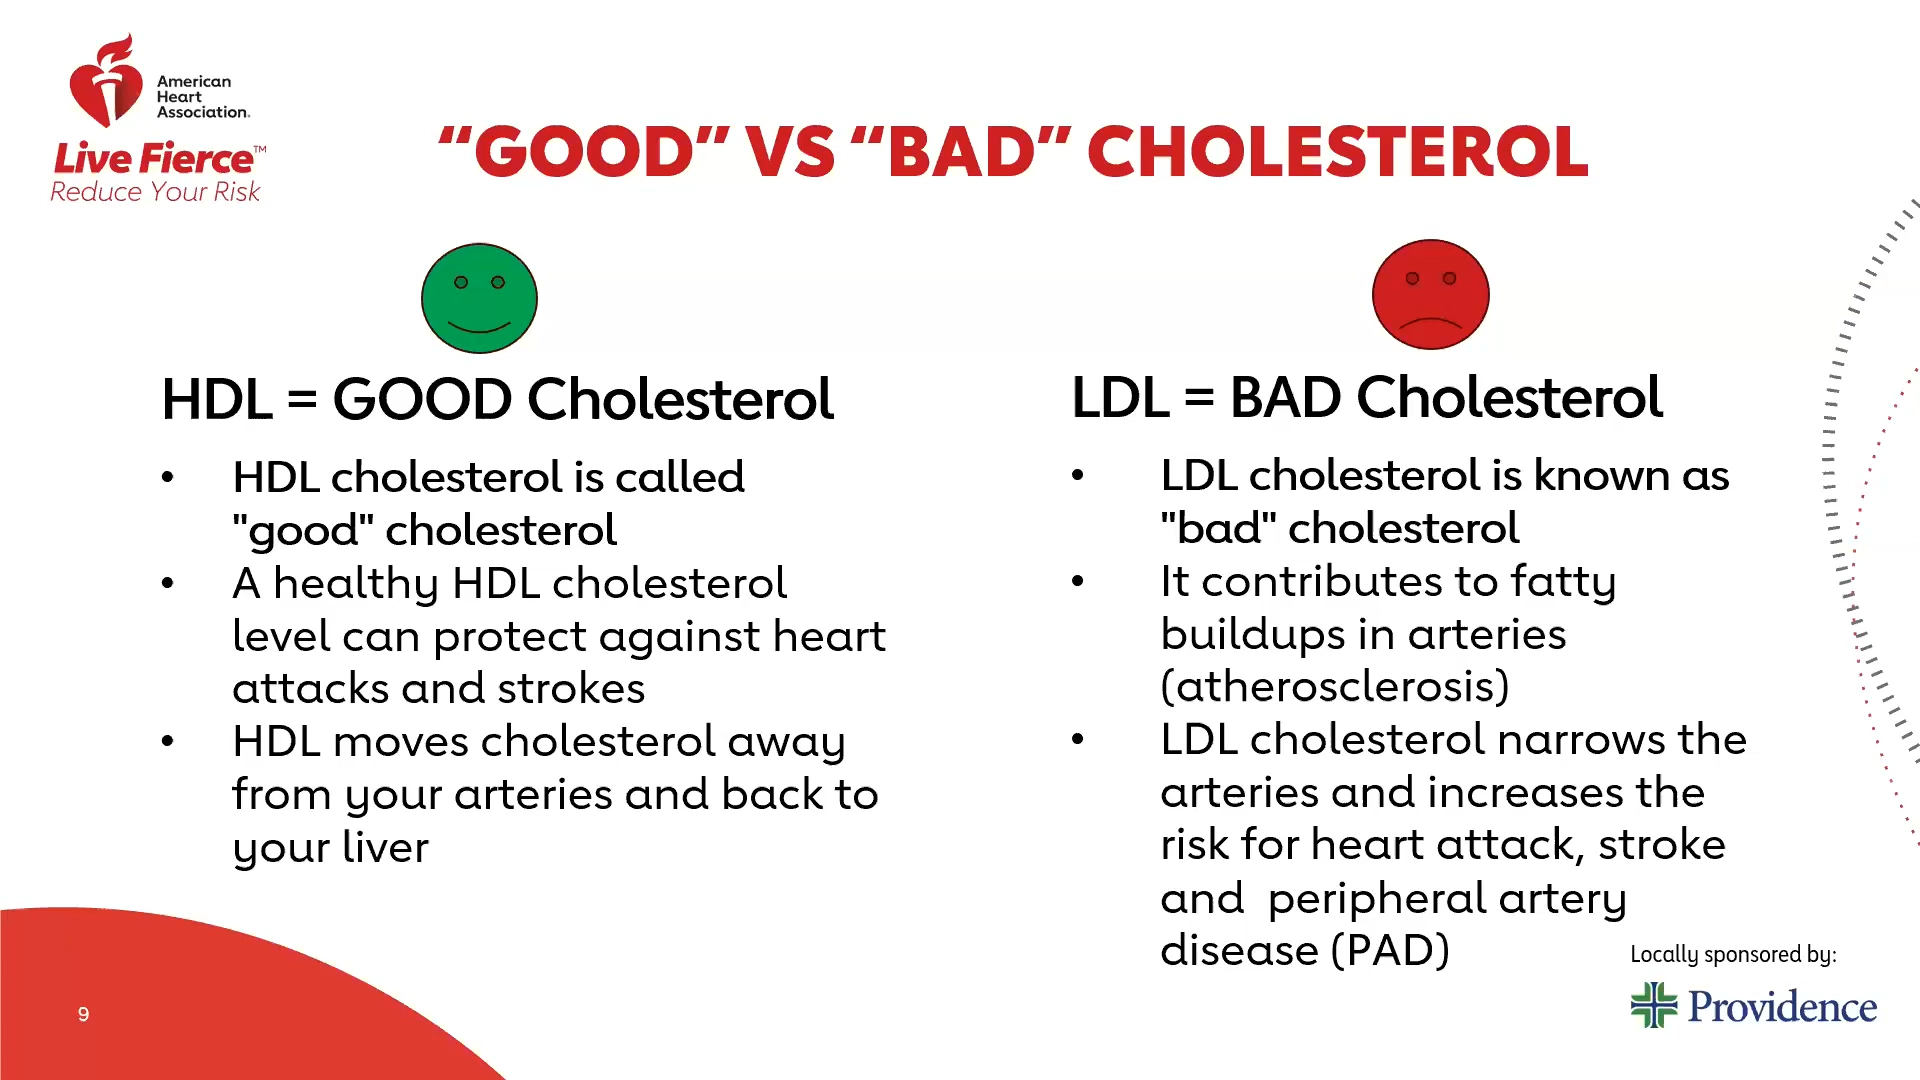 American
Heart
Association.
Live Fierce™
Reduce Your Risk
“GOOD” VS “BAD” CHOLESTEROL
HDL = GOOD Cholesterol
• HDL cholesterol is called
"good" cholesterol
• A healthy HDL cholesterol
level can protect against heart
attacks and strokes
• HDL moves cholesterol away
from your arteries and back to
your liver
LDL = BAD Cholesterol
• LDL cholesterol is known as
"bad" cholesterol
• It contributes to fatty
buildups in arteries
(atherosclerosis)
• LDL cholesterol narrows the
arteries and increases the
risk for heart attack, stroke
and  peripheral artery
disease (PAD)
Locally sponsored by:
Providence
9